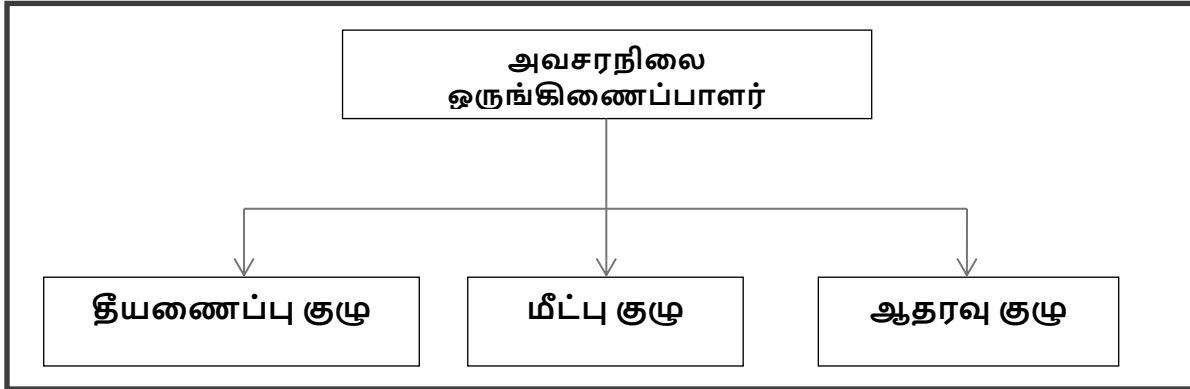 அவசரநிலை
ஒருங்கிணைப்பாளர்
தீயணைப்பு குழு
மீட்பு குழு
ஆதரவு குழு